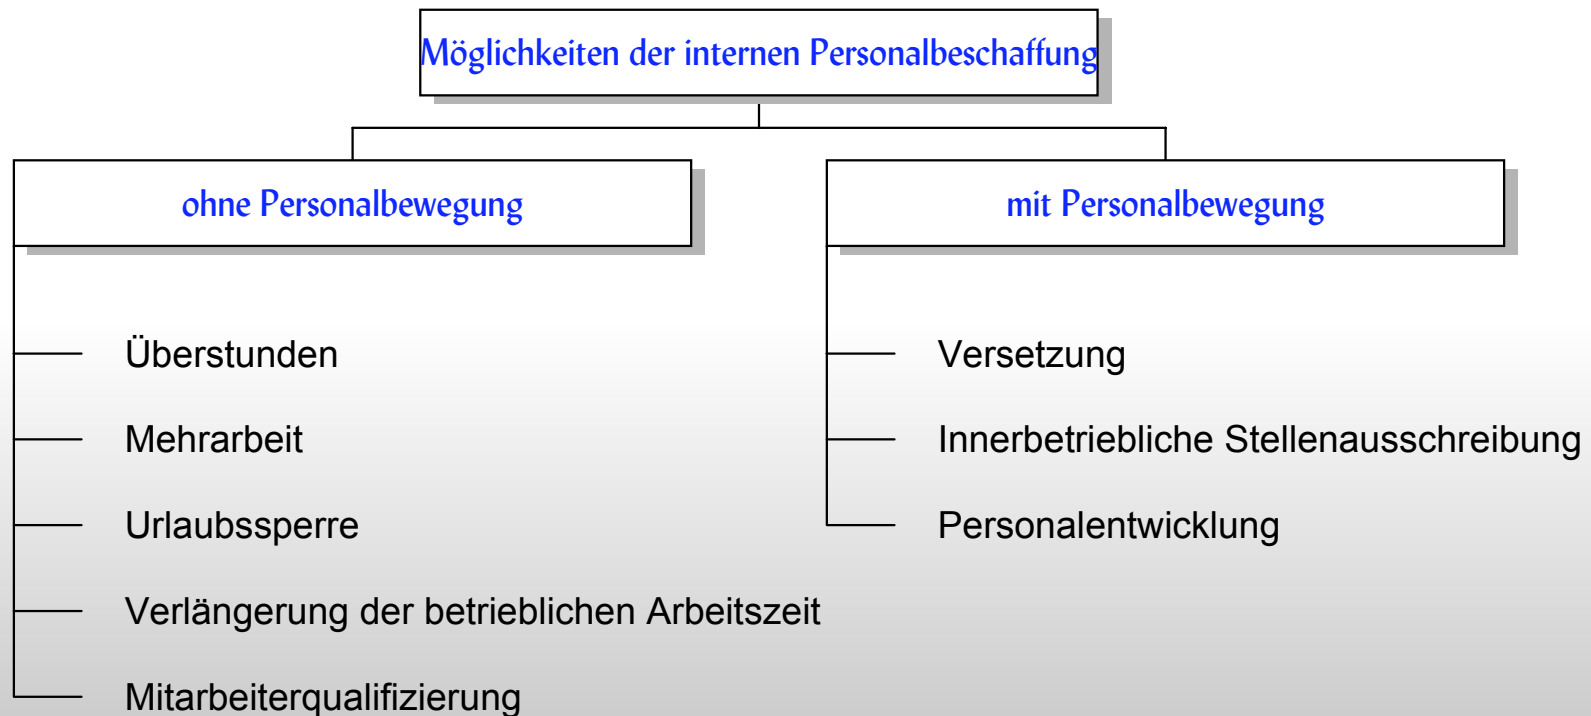 Möglichkeiten der internen Personalbeschaffung
ohne Personalbewegung
Überstunden
Mehrarbeit
Urlaubssperre
Verlängerung der betrieblichen Arbeitszeit
Mitarbeiterqualifizierung
mit Personalbewegung
Versetzung
Innerbetriebliche Stellenausschreibung
Personalentwicklung